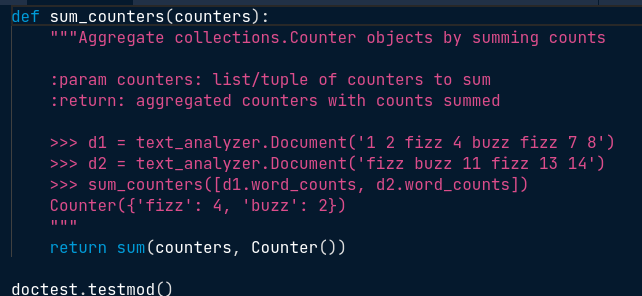 def sum_counters(counters):
"""Aggregate collections.Counter objects by summing counts
:param counters: list/tuple of counters to sum
:return: aggregated counters with counts summed
>>> d1 = text_analyzer.Document('1 2 fizz 4 buzz fizz 7 8')
>>> d2 = text_analyzer.Document('fizz buzz 11 fizz 13 14')
>>> sum_counters([d1.word_counts, d2.word_counts])
Counter({'fizz': 4, 'buzz': 2})
"""
return sum(counters, Counter())
doctest.testmod()